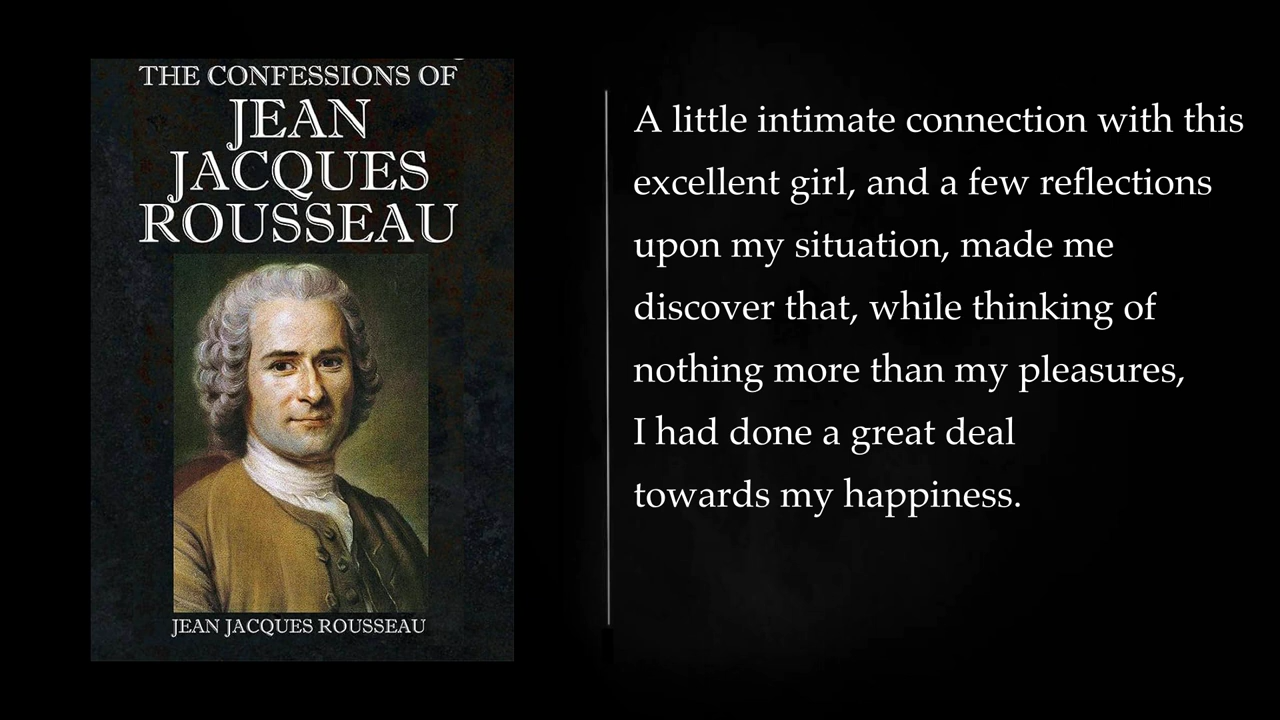 THE CONFESSIONS OF
JEAN
JACQUES
ROUSSEAU
JEAN JACQUES ROUSSEAU
A little intimate connection with this
excellent girl, and a few reflections
upon my situation, made me
discover that, while thinking of
nothing more than my pleasures,
I had done a great deal
towards my happiness.